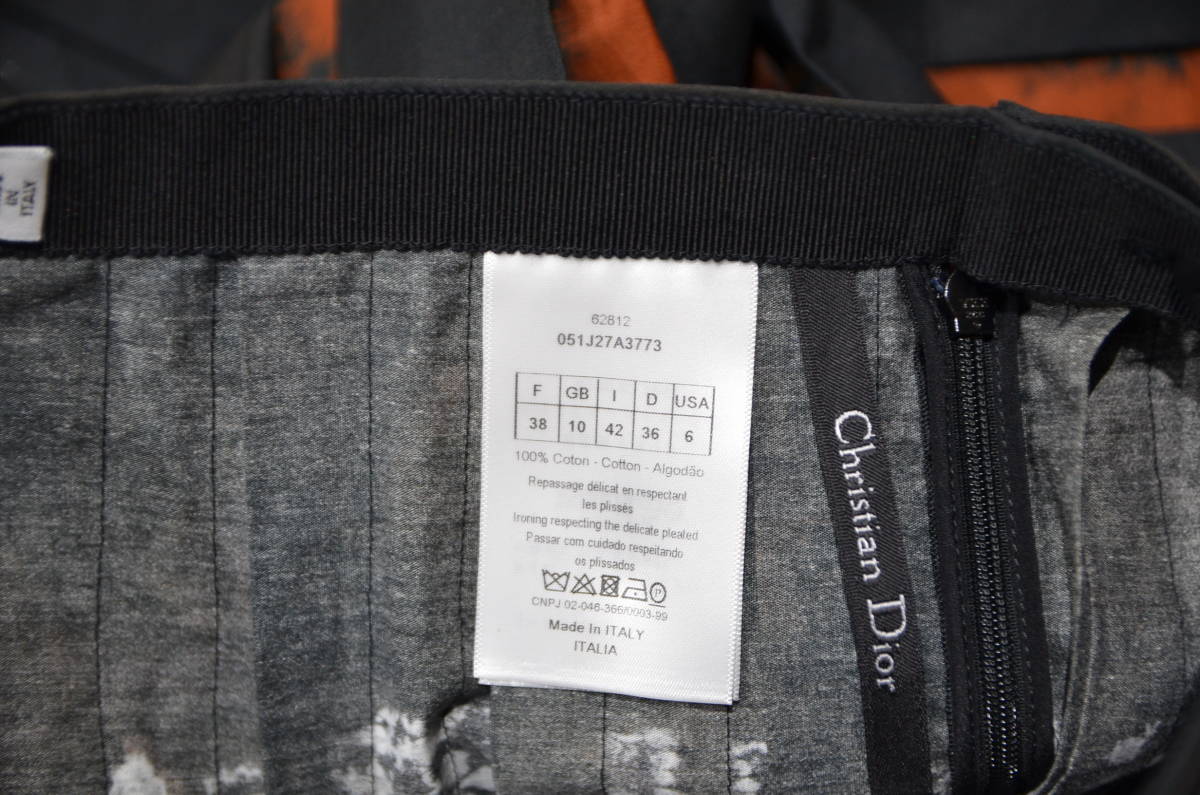 IN
ITALY
62812
051J27A3773
F GB I D USA
38 10 42 36 6
100% Coton - Cotton - Algodão
Repassage délicat en respectant
les plissés
Ironing respecting the delicate pleated
Passar com cuidado respeitando
os plissados
P
CNPJ 02-046-366/0003-99
Made In ITALY
ITALIA
Christian Dior